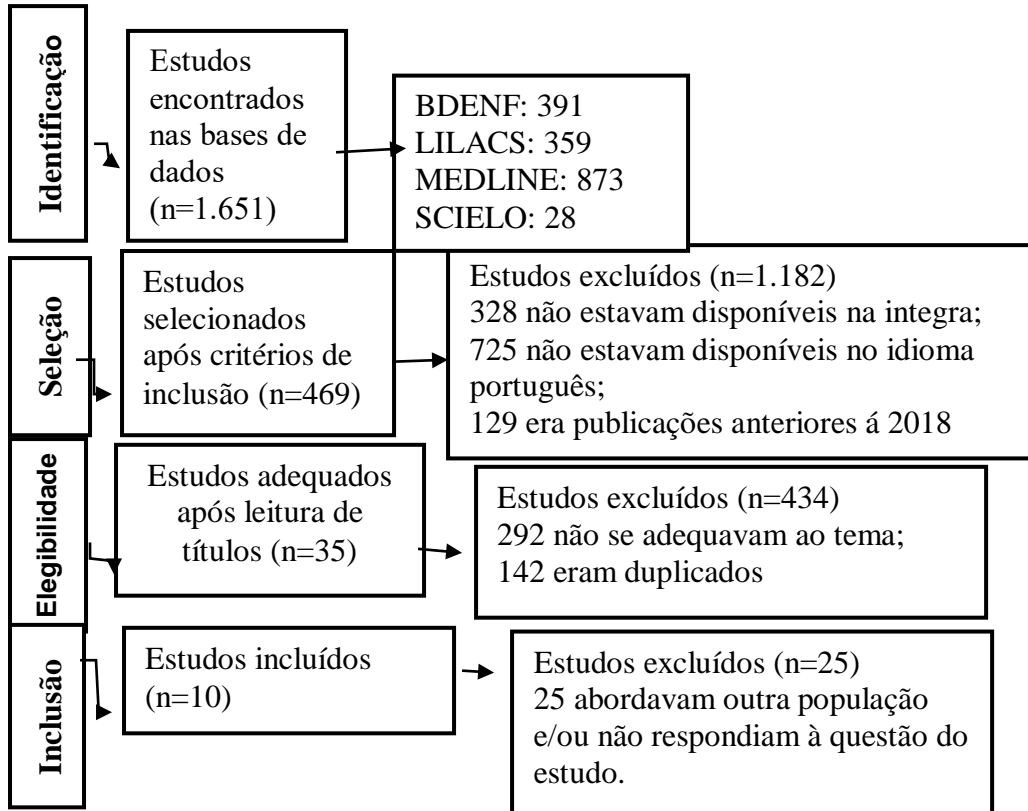 Identificação
Estudos
encontrados
nas bases de
dados
(n=1.651)
BDENF: 391
LILACS: 359
MEDLINE: 873
SCIELO: 28
Seleção
Estudos
selecionados
após critérios de
inclusão (n=469)
Estudos excluídos (n=1.182)
328 não estavam disponíveis na integra;
725 não estavam disponíveis no idioma
português;
129 era publicações anteriores á 2018
Elegibilidade
Estudos adequados
após leitura de
títulos (n=35)
Estudos excluídos (n=434)
292 não se adequavam ao tema;
142 eram duplicados
Inclusão
Estudos incluídos
(n=10)
Estudos excluídos (n=25)
25 abordavam outra população
e/ou não respondiam à questão do
estudo.